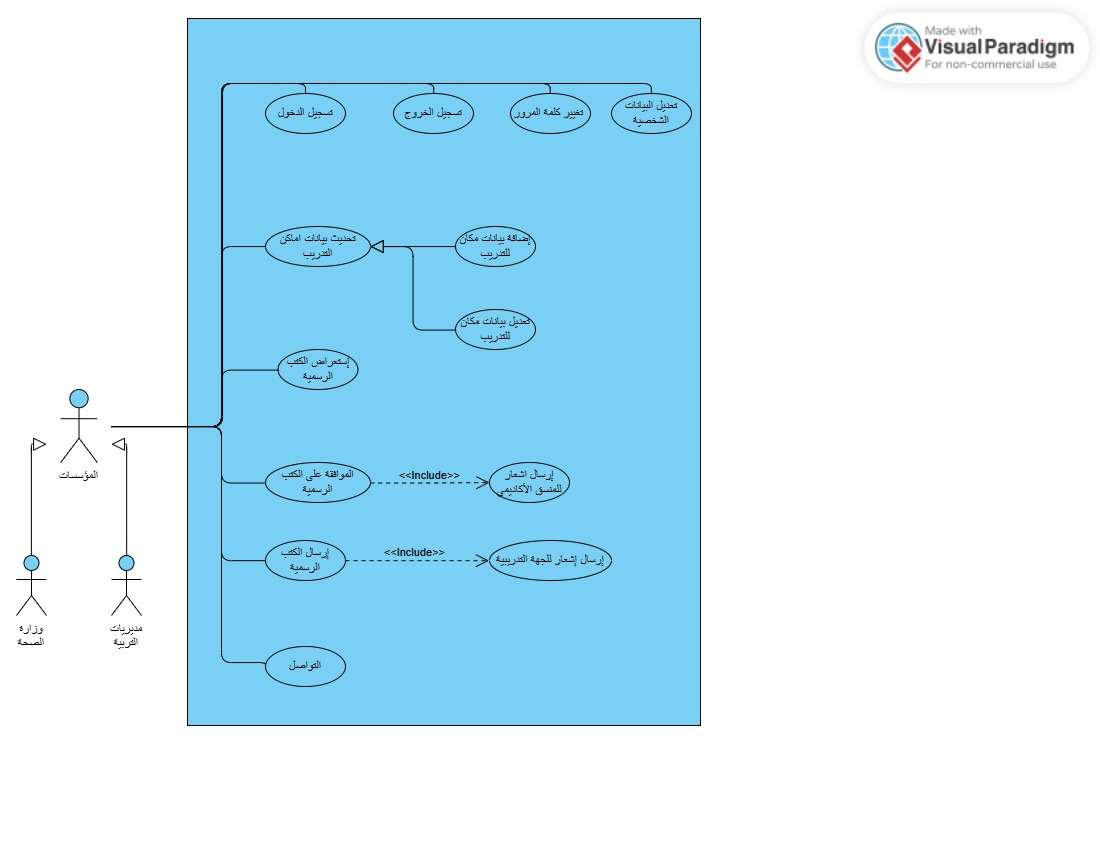 Made with
Visual Paradigm
For non-commercial use
تسجيل الدخول
تسجيل الخروج
تغيير كلمة المرور
تعديل البيانات
الشخصية
تحديث بيانات اماكن
التدريب
إضافة بيانات مكان
للتدريب
تعديل بيانات مكان
للتدريب
إستعراض الكتب
الرسمية
المؤسسات
الموافقة على الكتب
الرسمية
<<Include>>
إرسال اشعار
للمنسق الأكاديمي
إرسال الكتب
الرسمية
<<Include>>
إرسال إشعار للجهة التدريبية
وزارة
الصحة
مديريات
التربية
التواصل